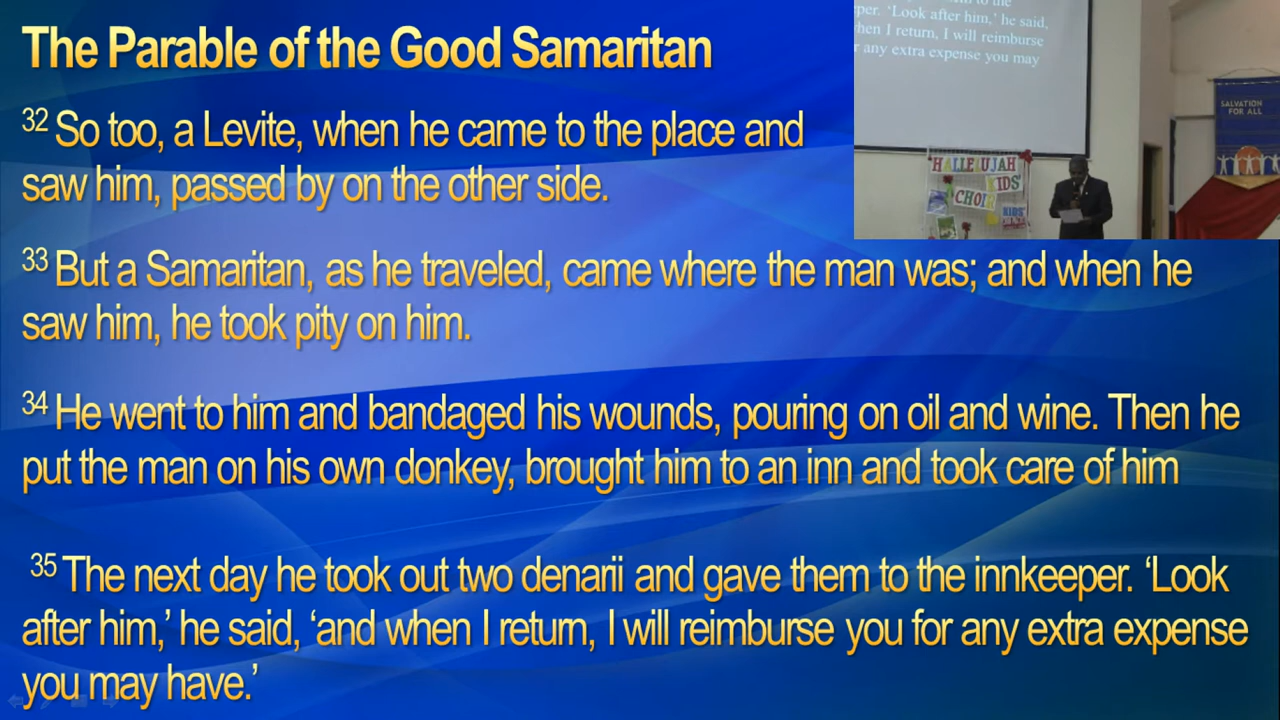 The Parable of the Good Samaritan
32 So too, a Levite, when he came to the place and
saw him, passed by on the other side.
33 But a Samaritan, as he traveled, came where the man was; and when he
saw him, he took pity on him.
34 He went to him and bandaged his wounds, pouring on oil and wine. Then he
put the man on his own donkey, brought him to an inn and took care of him
35 The next day he took out two denarii and gave them to the innkeeper. ‘Look
after him,’ he said, ‘and when I return, I will reimburse you for any extra expense
you may have.’
to the
per. ‘Look after him,’ he said,
hen I return, I will reimburse
r any extra expense you may
SALVATION
FOR ALL
HALLELUJAH
KIDS'
CHOIR
KIDS'